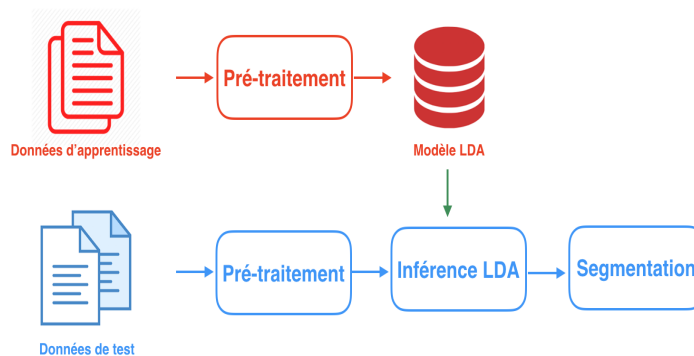 Pré-traitement
Données d'apprentissage
Modèle LDA
Pré-traitement
Inférence LDA
Segmentation
Données de test